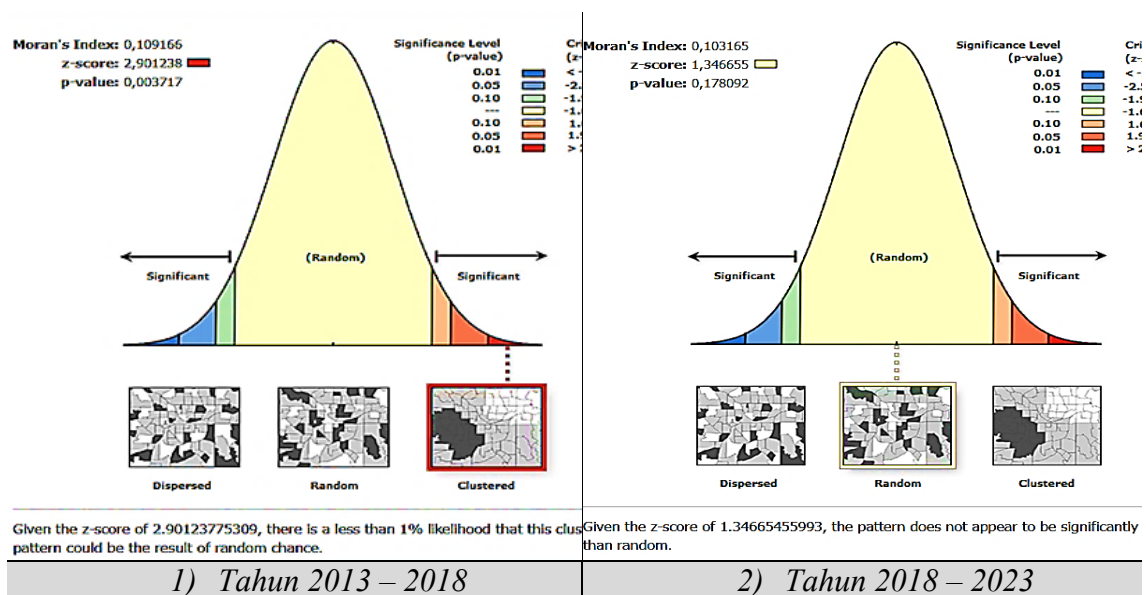 Moran's Index: 0,109166
z-score: 2,901238
p-value: 0,003717
Significance Level
(p-value)
0.01
0.05
0.10
---
0.10
0.05
0.01
(Random)
Significant
Significant
Dispersed
Random
Clustered
Given the z-score of 2.90123775309, there is a less than 1% likelihood that this
pattern could be the result of random chance.
1) Tahun 2013 – 2018
Moran's Index: 0,103165
z-score: 1,346655
p-value: 0,178092
Significance Level
(p-value)
0.01
0.05
0.10
---
0.10
0.05
0.01
(Random)
Significant
Significant
Dispersed
Random
Clustered
Given the z-score of 1.34665455993, the pattern does not appear to be significantly
than random.
2) Tahun 2018 – 2023